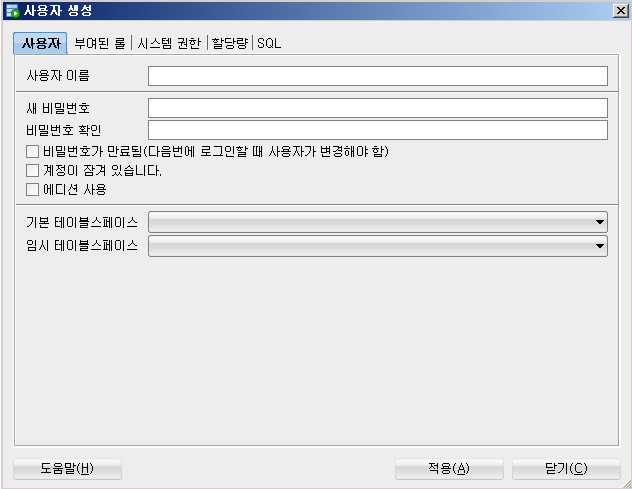 사용자 생성
사용자 부여된 롤 시스템 권한 할당량 SQL
사용자 이름
새 비밀번호
비밀번호 확인
비밀번호가 만료됨(다음번에 로그인할 때 사용자가 변경해야 함)
계정이 잠겨 있습니다.
에디션 사용
기본 테이블스페이스
임시 테이블스페이스
도움말(H) 적용(A) 닫기(C)